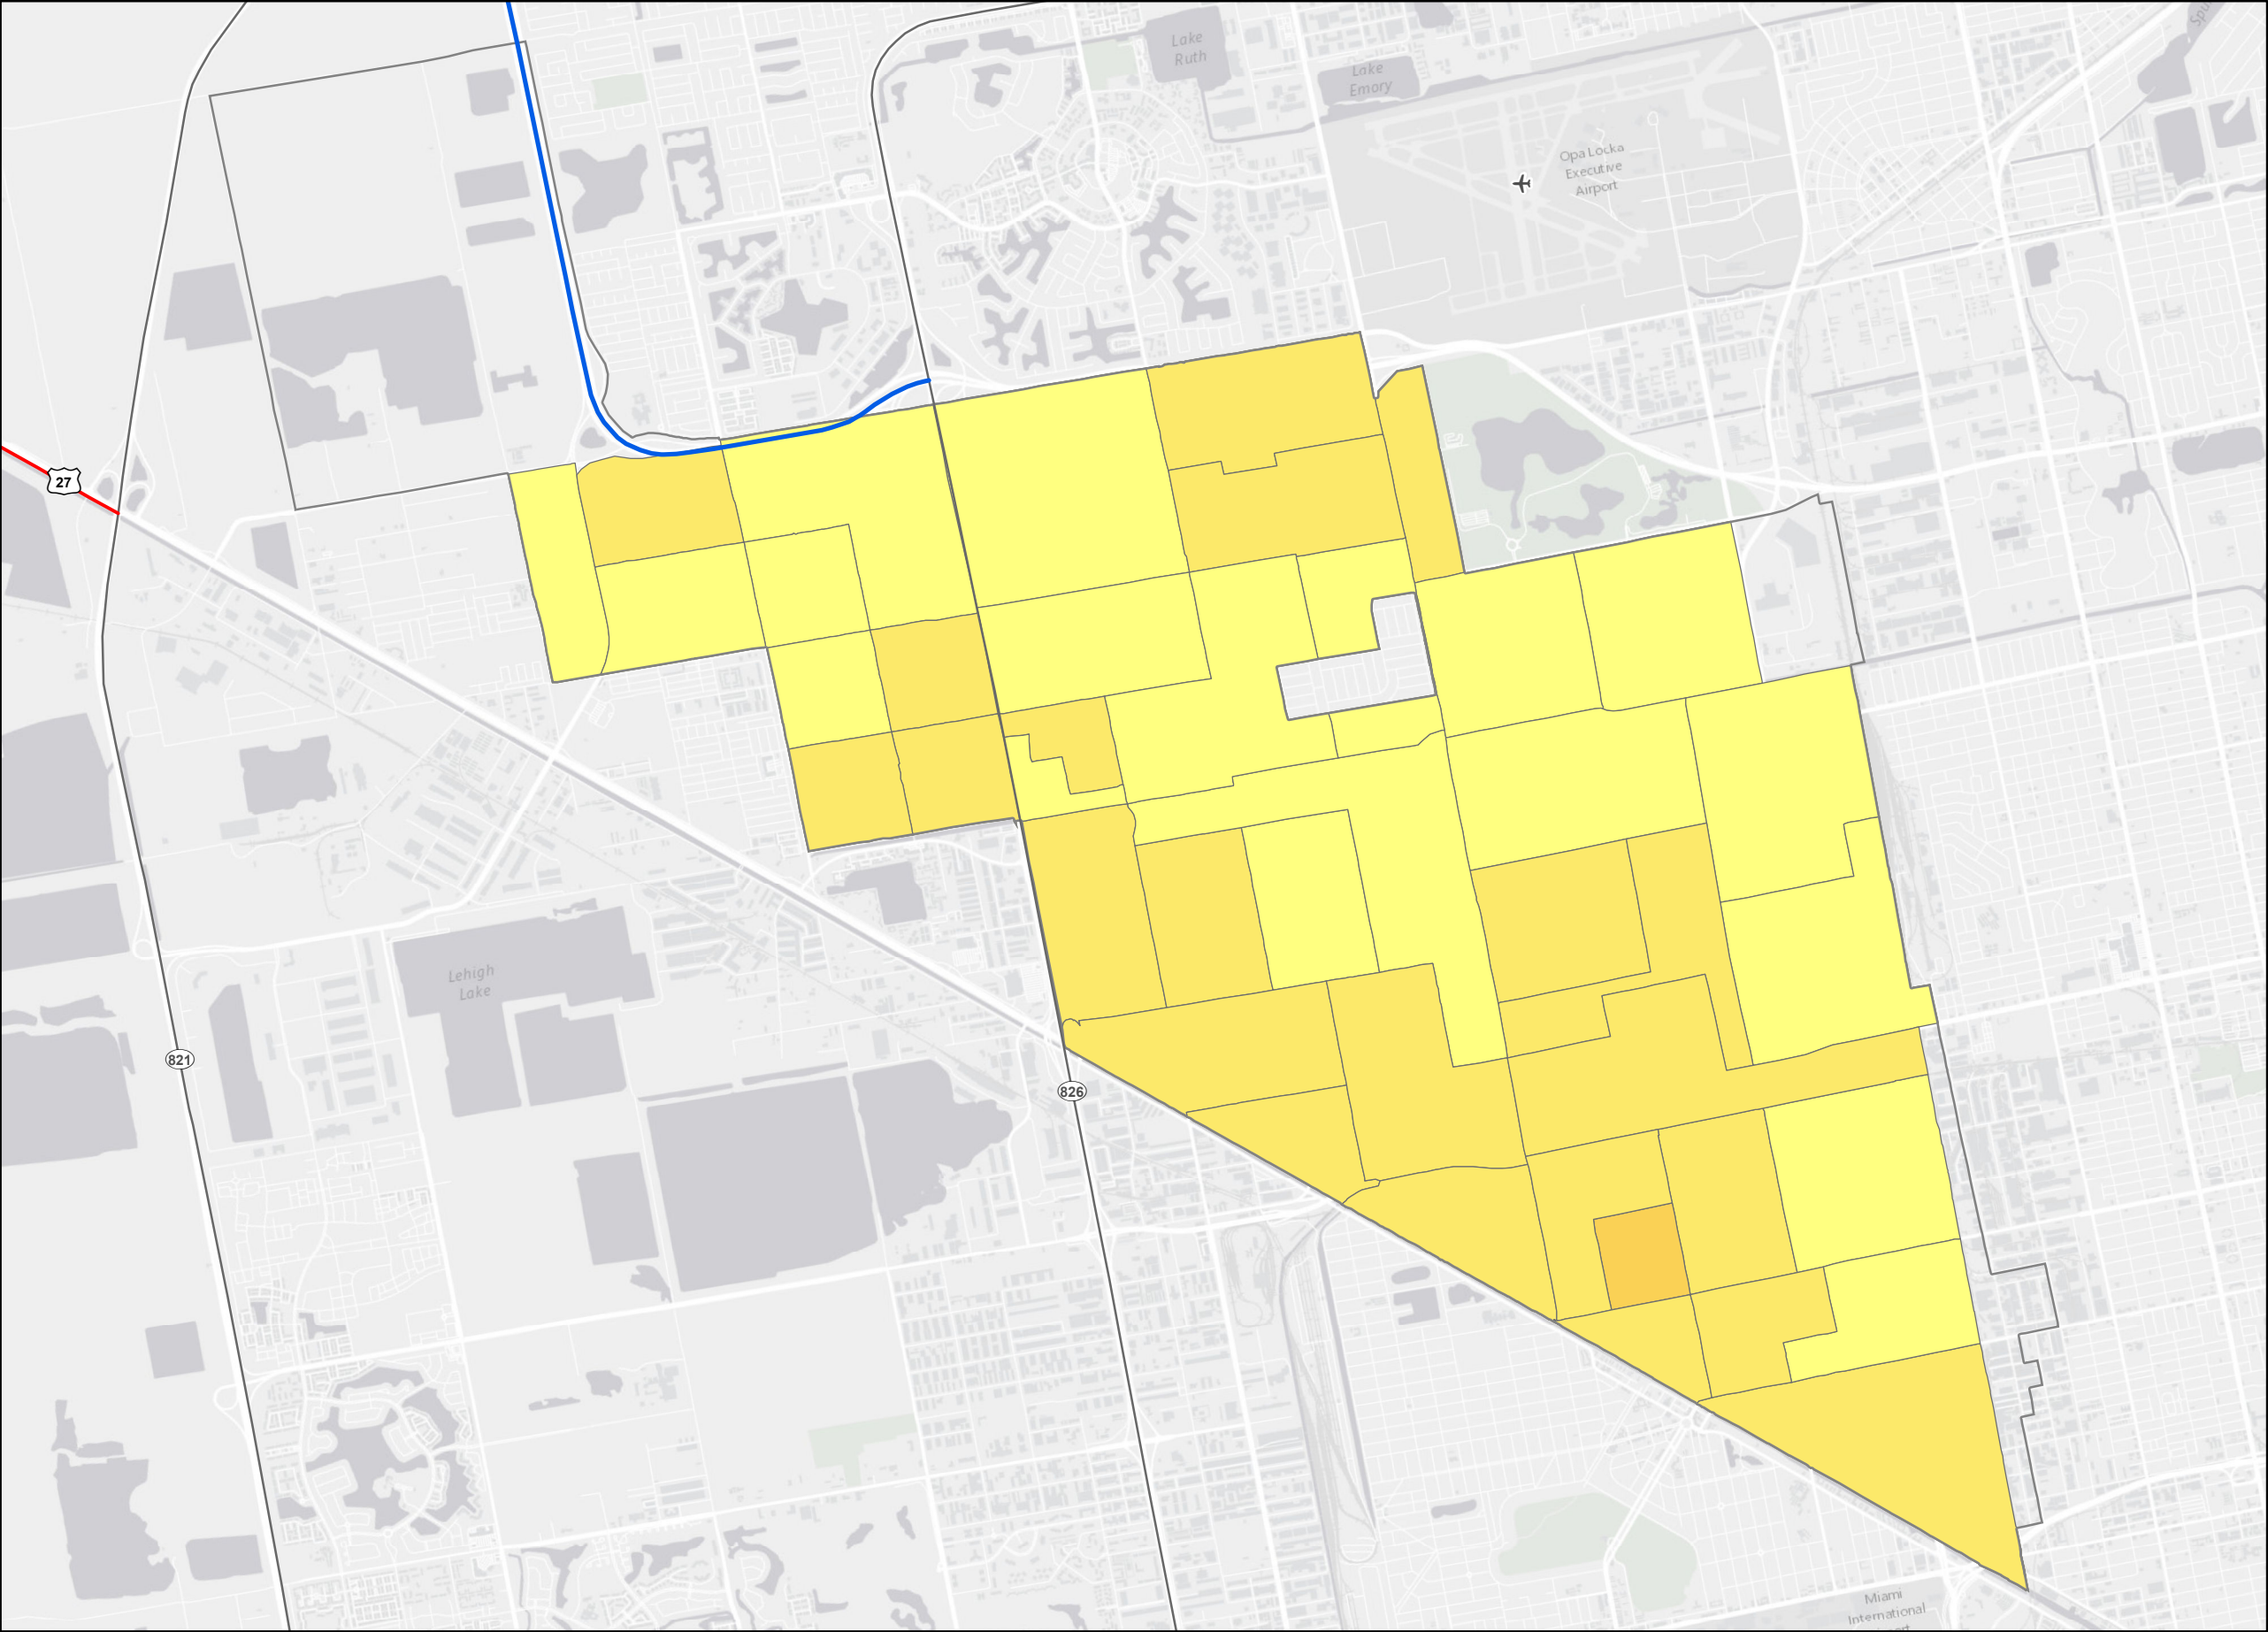 Lake
Ruth
Lake
Emory
Opa Locka
Executive
Airport
27
Lehigh
Lake
821
826
Miami
International